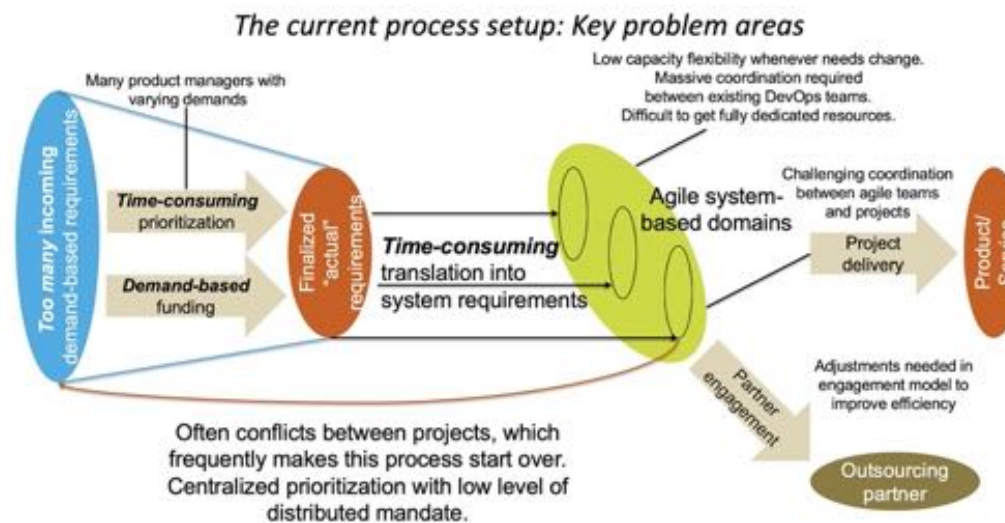 The current process setup: Key problem areas
Many product managers with
varying demands
Low capacity flexibility whenever needs change.
Massive coordination required
between existing DevOps teams.
Difficult to get fully dedicated resources.
Too many incoming
demand-based requirements
Time-consuming
prioritization
Demand-based
funding
Finalized
"actual"
requirements
Time-consuming
translation into
system requirements
Agile system-
based domains
Challenging coordination
between agile teams
and projects
Project
delivery
Product/
Partner
engagement
Adjustments needed in
engagement model to
improve efficiency
Outsourcing
partner
Often conflicts between projects, which
frequently makes this process start over.
Centralized prioritization with low level of
distributed mandate.